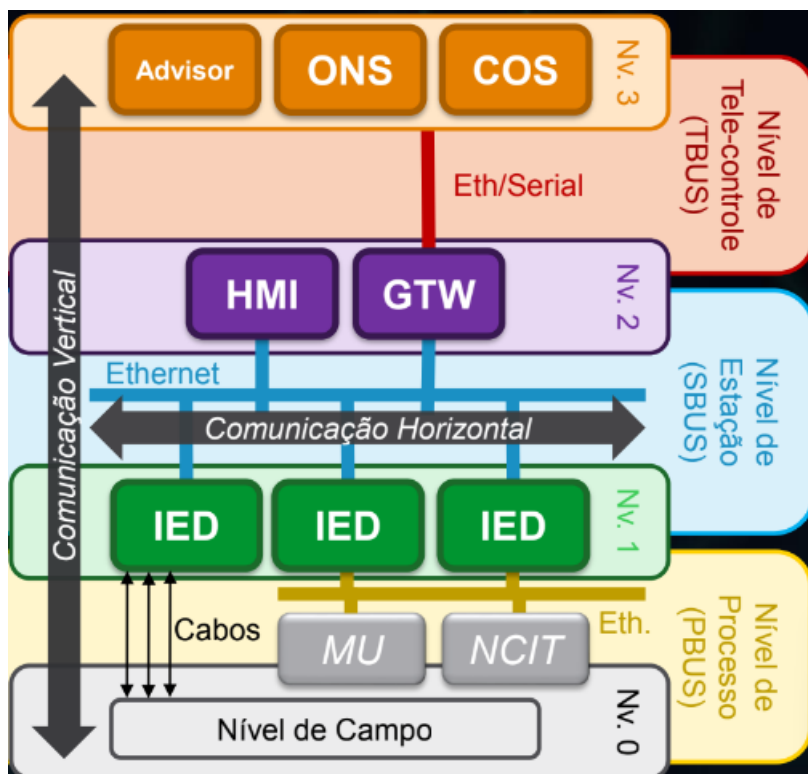 Advisor
ONS
COS
Nv. 3
Nível de
Tele-controle
(TBUS)
Eth/Serial
HMI
GTW
Nv. 2
Ethernet
Comunicação Vertical
Comunicação Horizontal
Nível de
Estação
(SBUS)
IED
IED
IED
Nv. 1
Cabos
MU
NCIT
Eth.
Nível de
Processo
(PBUS)
Nível de Campo
Nv. 0